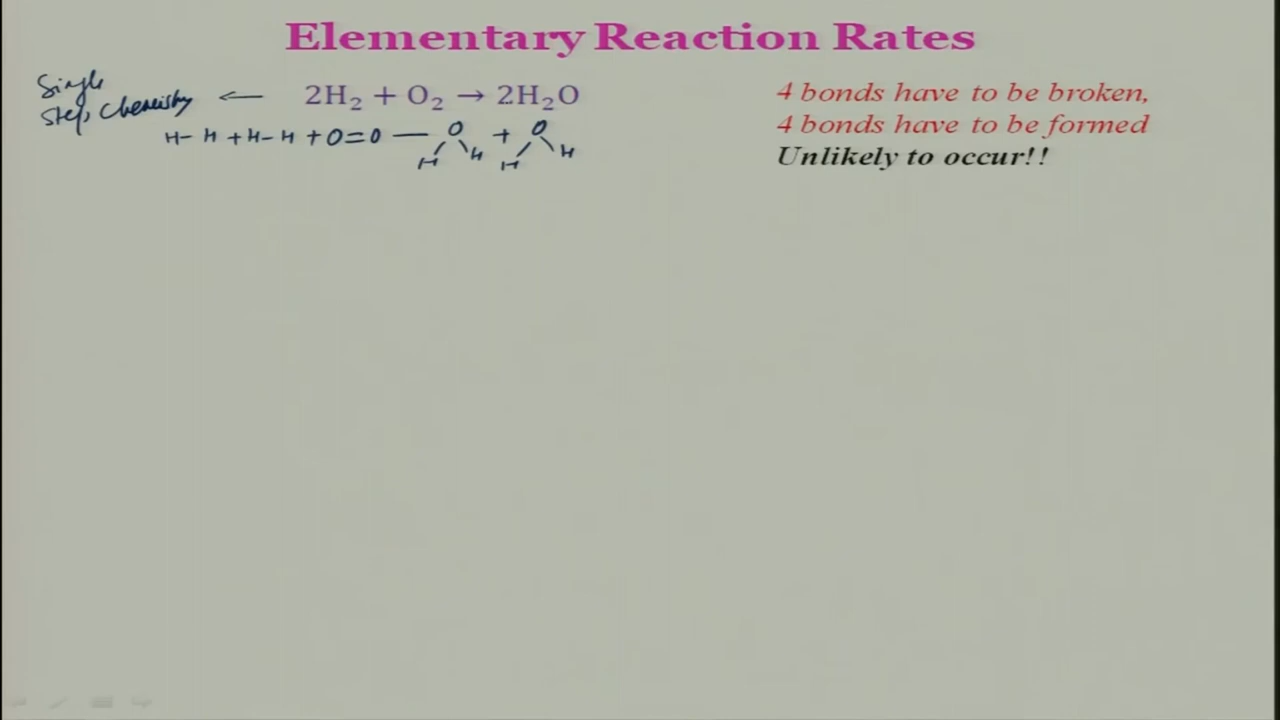 Elementary Reaction Rates
Single
Step Chemistry ← 2H₂ + O₂ → 2H₂O
H-H + H-H + O=O — O H H + O H H
4 bonds have to be broken,
4 bonds have to be formed
Unlikely to occur!!